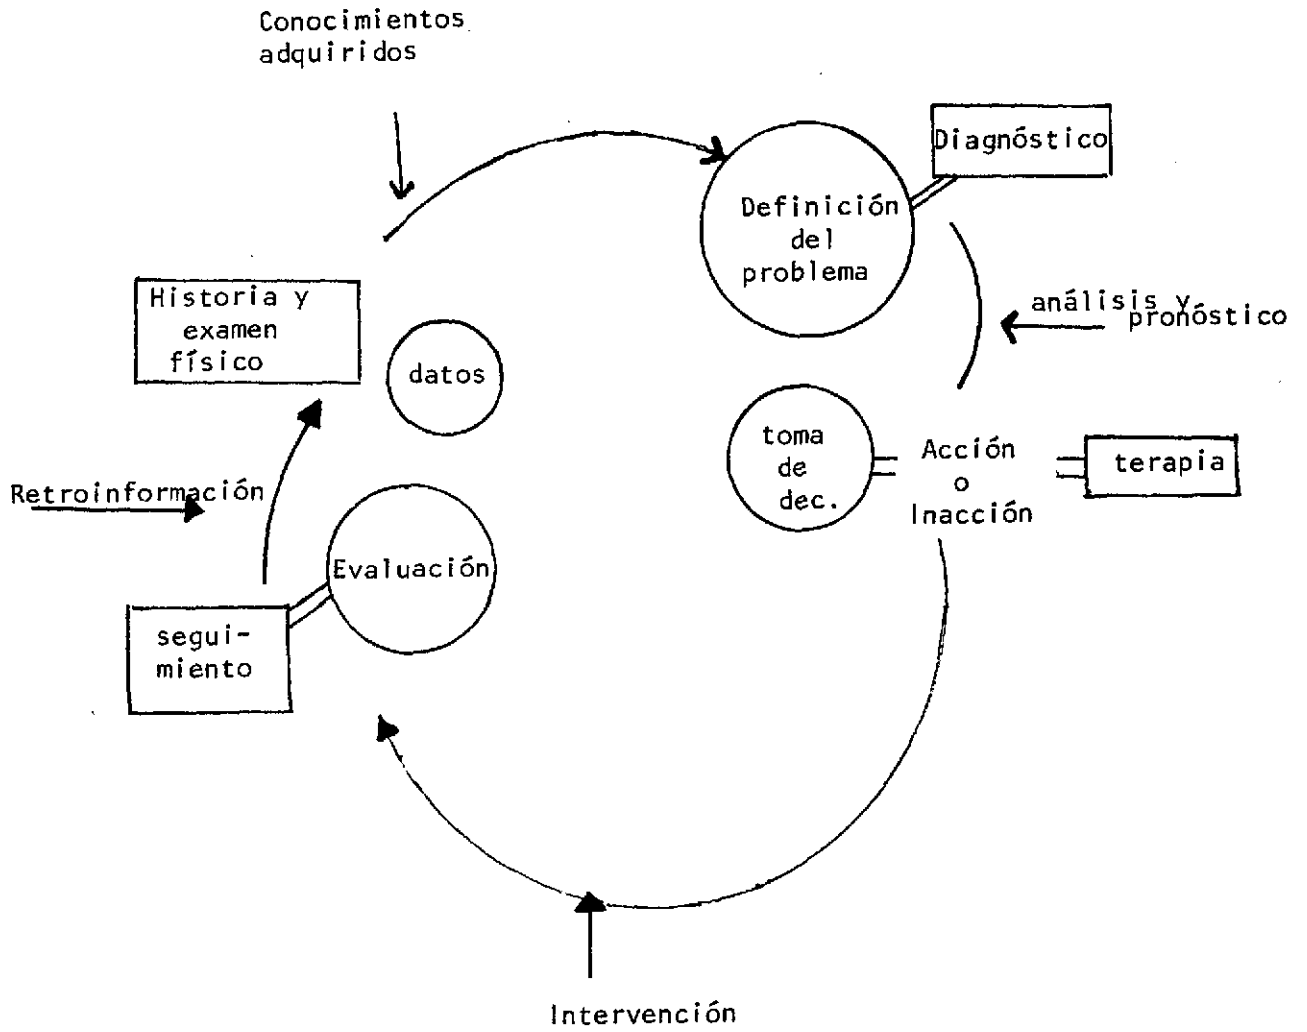 Conocimientos
adquiridos
Diagnóstico
Definición
del
problema
análisis y
pronóstico
Historia y
examen
físico
datos
toma
de
dec.
Acción
o
Inacción
terapia
Retroinformación
Evaluación
segui-
miento
Intervención